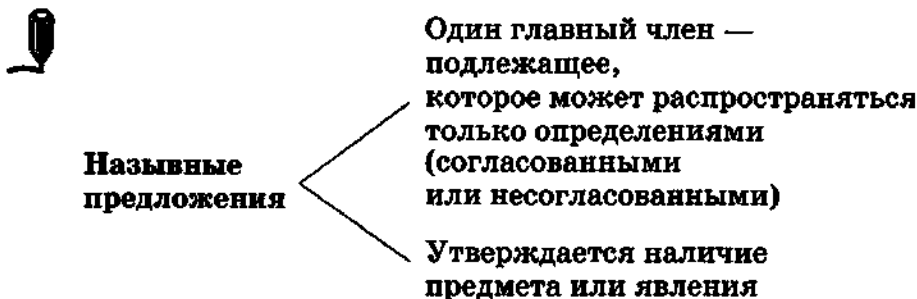 Один главный член —
подлежащее,
которое может распространяться
только определениями
(согласованными
или несогласованными)
Назывные
предложения
Утверждается наличие
предмета или явления